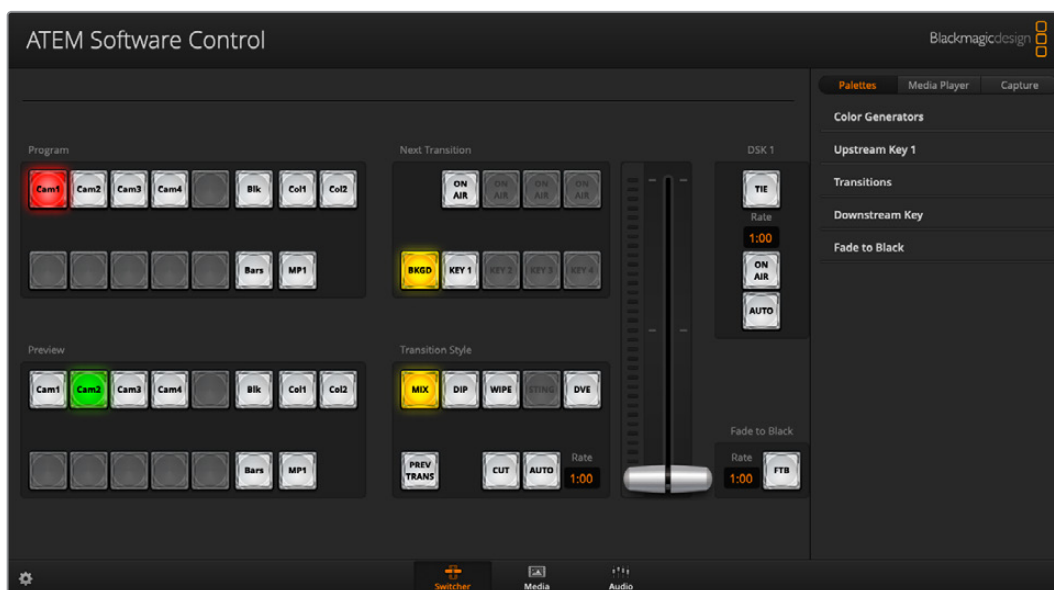 ATEM Software Control
Blackmagicdesign
Palettes Media Player Capture
Color Generators
Upstream Key 1
Transitions
Downstream Key
Fade to Black
Program
Cam1 Cam2 Cam3 Cam4 Blk Col1 Col2
Bars MP1
Next Transition
ON AIR ON AIR ON AIR ON AIR
BKGD KEY 1 KEY 2 KEY 3 KEY 4
DSK 1
TIE
Rate
1:00
ON AIR
AUTO
Preview
Cam1 Cam2 Cam3 Cam4 Blk Col1 Col2
Bars MP1
Transition Style
MIX DIP WIPE STING DVE
PREV TRANS CUT AUTO
Rate
1:00
Fade to Black
Rate
1:00
FTB
Switcher Media Audio